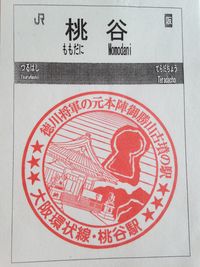 JR
阪
桃谷
ももだに Momodani
つるはし
Tsuruhashi
てらだちょう
Teradacho
徳川将軍の元本陣御勝山古墳の駅
大阪環状線・桃谷駅